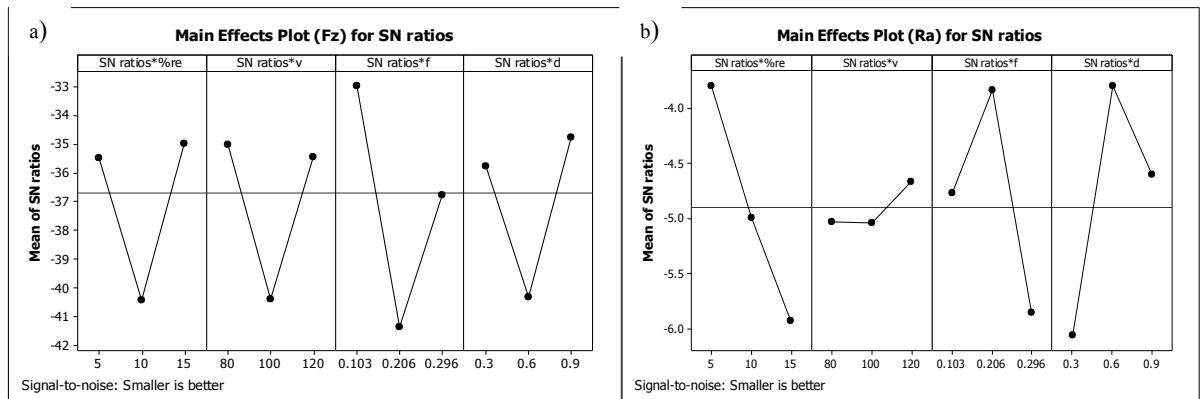 a)
Main Effects Plot (Fz) for SN ratios
SN ratios*%re SN ratios*v SN ratios*f SN ratios*d
Mean of SN ratios
-33
-34
-35
-36
-37
-38
-39
-40
-41
-42
5 10 15 80 100 120 0.103 0.206 0.296 0.3 0.6 0.9
Signal-to-noise: Smaller is better
b)
Main Effects Plot (Ra) for SN ratios
SN ratios*%re SN ratios*v SN ratios*f SN ratios*d
Mean of SN ratios
-4.0
-4.5
-5.0
-5.5
-6.0
5 10 15 80 100 120 0.103 0.206 0.296 0.3 0.6 0.9
Signal-to-noise: Smaller is better